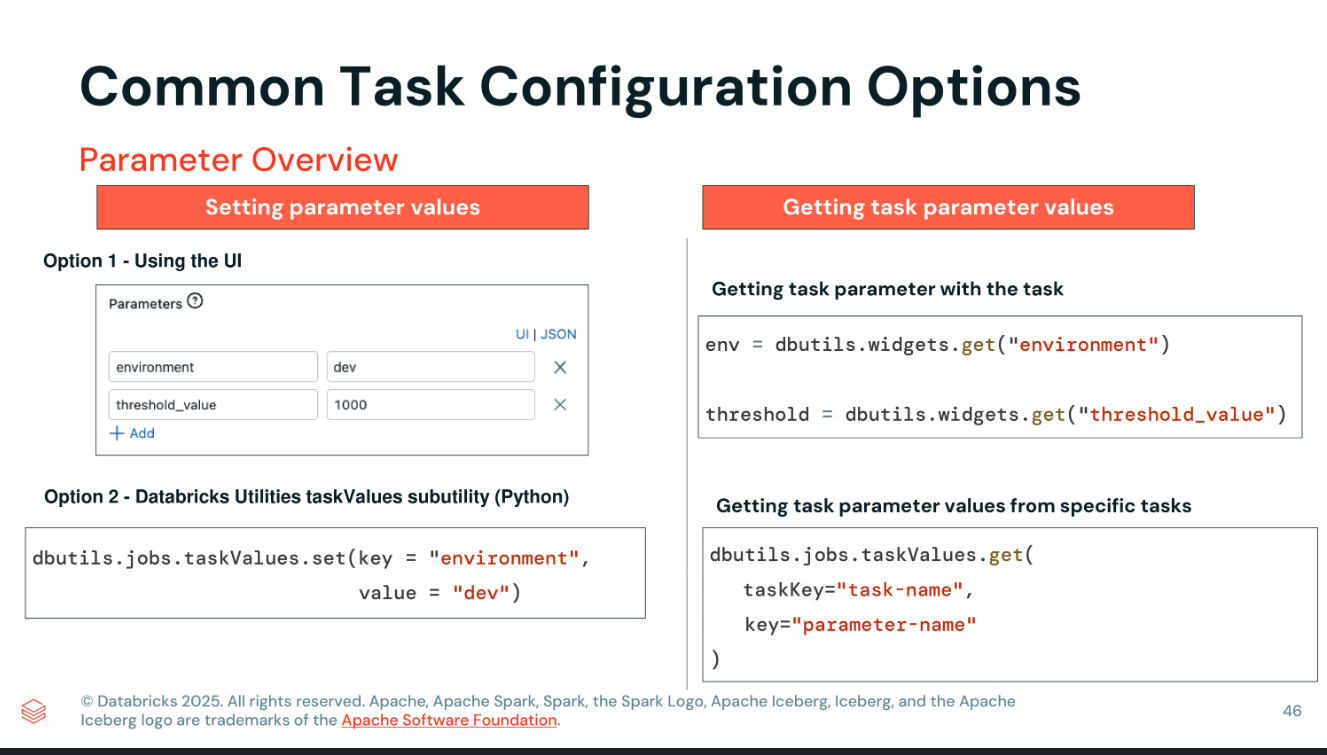 Common Task Configuration Options
Parameter Overview
Setting parameter values
Option 1 - Using the UI
Parameters ?
UI | JSON
environment dev
threshold_value 1000
+ Add
Option 2 - Databricks Utilities taskValues subutility (Python)
dbutils.jobs.taskValues.set(key = "environment",
value = "dev")
Getting task parameter values
Getting task parameter with the task
env = dbutils.widgets.get("environment")
threshold = dbutils.widgets.get("threshold_value")
Getting task parameter values from specific tasks
dbutils.jobs.taskValues.get(
taskKey="task-name",
key="parameter-name"
)
© Databricks 2025. All rights reserved. Apache, Apache Spark, Spark, the Spark Logo, Apache Iceberg, Iceberg, and the Apache
Iceberg logo are trademarks of the Apache Software Foundation.
46